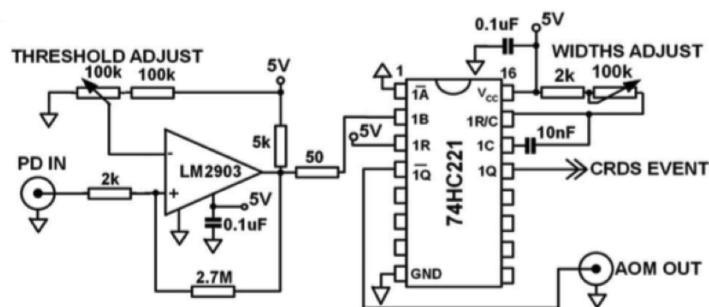 0.1uF
5V
THRESHOLD ADJUST
WIDTHS ADJUST
100k
100k
5V
1
16
2k
100k
1A
VCC
1B
1R/C
5k
5V
1R
1C
10nF
PD IN
LM2903
50
1Q
1Q
CRDS EVENT
2k
5V
0.1uF
74HC221
2.7M
GND
AOM OUT